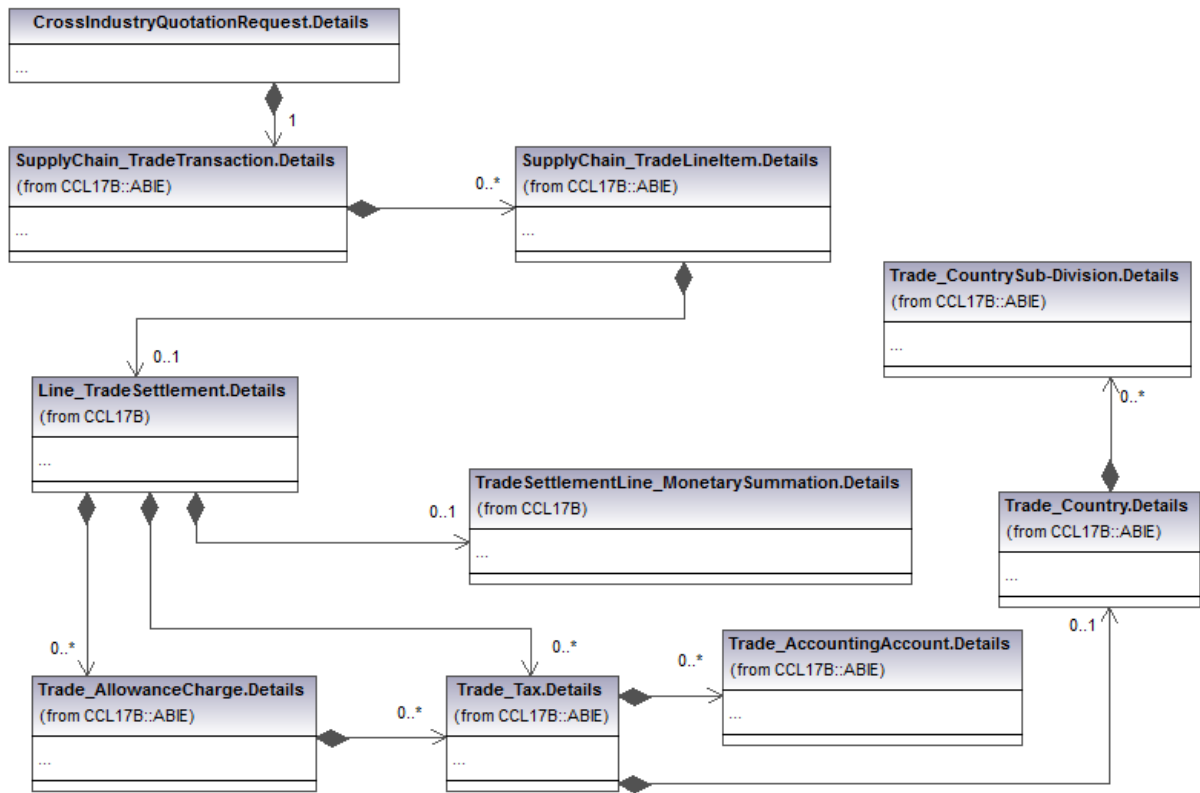 CrossIndustryQuotationRequest.Details
...
1
SupplyChain_TradeTransaction.Details
(from CCL17B::ABIE)
...
0..*
SupplyChain_TradeLineItem.Details
(from CCL17B::ABIE)
...
Trade_CountrySub-Division.Details
(from CCL17B::ABIE)
...
0..1
0..*
Line_TradeSettlement.Details
(from CCL17B)
...
0..1
TradeSettlementLine_MonetarySummation.Details
(from CCL17B)
...
Trade_Country.Details
(from CCL17B::ABIE)
...
0..1
0..*
0..*
0..*
Trade_AccountingAccount.Details
(from CCL17B::ABIE)
...
Trade_AllowanceCharge.Details
(from CCL17B::ABIE)
...
0..*
Trade_Tax.Details
(from CCL17B::ABIE)
...